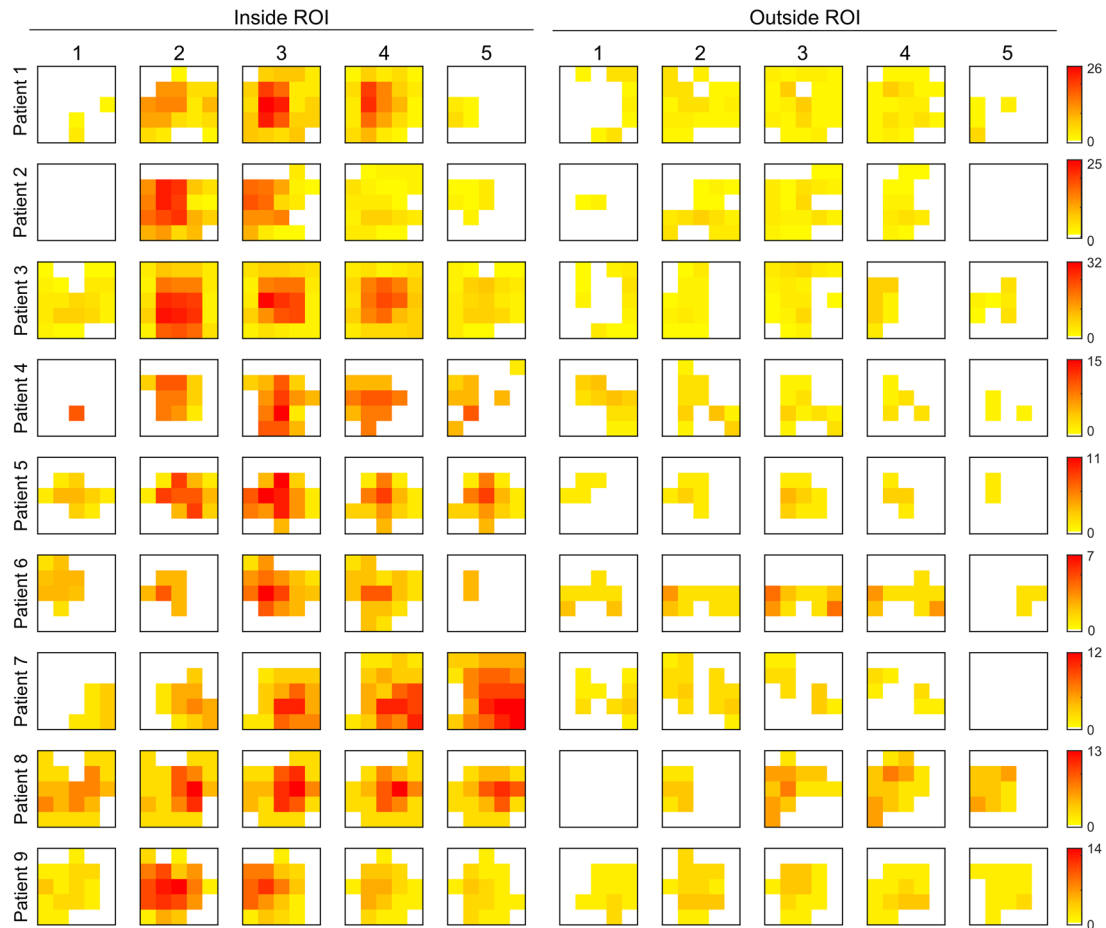 Inside ROI Outside ROI
1 2 3 4 5 1 2 3 4 5
Patient 1 26 0
Patient 2 25 0
Patient 3 32 0
Patient 4 15 0
Patient 5 11 0
Patient 6 7 0
Patient 7 12 0
Patient 8 13 0
Patient 9 14 0